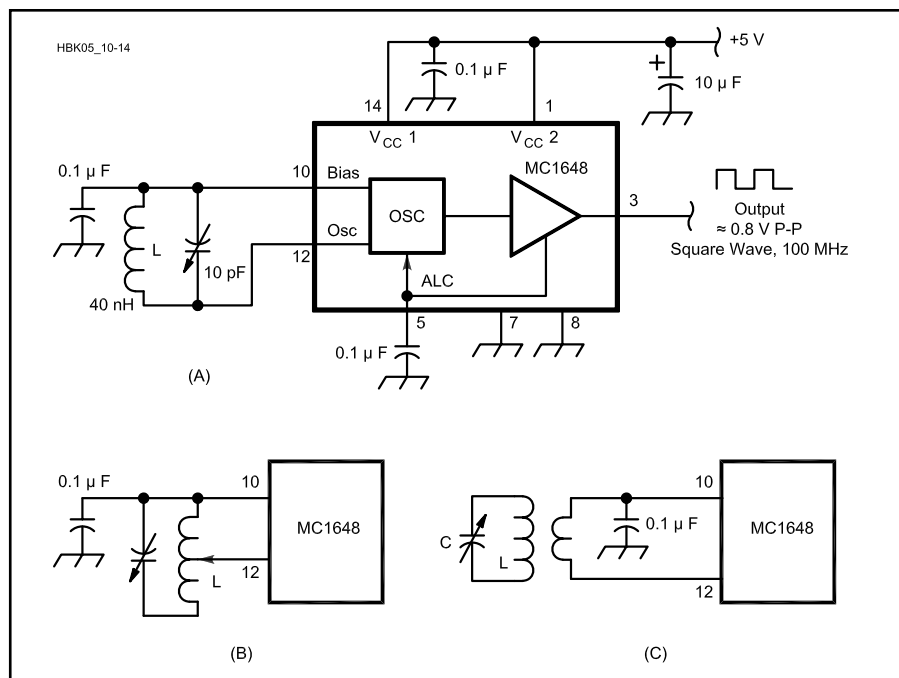 HBK05_10-14
+5 V
0.1 µ F
10 µ F
14
1
V_CC 1
V_CC 2
MC1648
0.1 µ F
10
Bias
OSC
3
Output
≈ 0.8 V P-P
Square Wave, 100 MHz
L
Osc
12
10 pF
ALC
40 nH
5
7
8
0.1 µ F
(A)
0.1 µ F
10
MC1648
12
L
(B)
10
0.1 µ F
MC1648
C
L
12
(C)